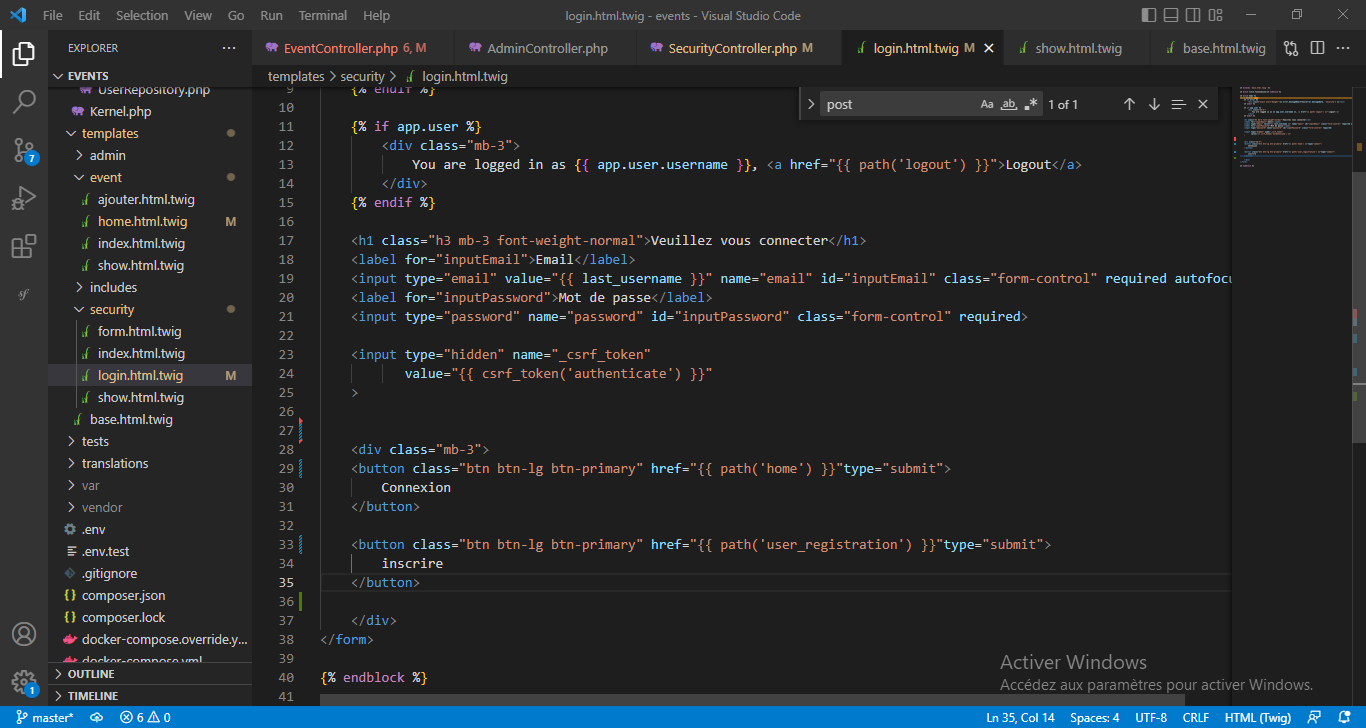 File Edit Selection View Go Run Terminal Help login.html.twig - events - Visual Studio Code
EXPLORER
EventController.php 6, M
AdminController.php
SecurityController.php M
login.html.twig M
show.html.twig
base.html.twig
EVENTS
templates > security > login.html.twig
post
Aa ab .*
1 of 1
UserRepository.php
Kernel.php
templates
admin
event
ajouter.html.twig
home.html.twig M
index.html.twig
show.html.twig
includes
security
form.html.twig
index.html.twig
login.html.twig M
show.html.twig
base.html.twig
tests
translations
var
vendor
.env
.env.test
.gitignore
composer.json
composer.lock
docker-compose.override.y...
docker-compose.yml
OUTLINE
TIMELINE
9 {% endif %}
10
11 {% if app.user %}
12 <div class="mb-3">
13 You are logged in as {{ app.user.username }}, <a href="{{ path('logout') }}">Logout</a>
14 </div>
15 {% endif %}
16
17 <h1 class="h3 mb-3 font-weight-normal">Veuillez vous connecter</h1>
18 <label for="inputEmail">Email</label>
19 <input type="email" value="{{ last_username }}" name="email" id="inputEmail" class="form-control" required autofocu
20 <label for="inputPassword">Mot de passe</label>
21 <input type="password" name="password" id="inputPassword" class="form-control" required>
22
23 <input type="hidden" name="_csrf_token"
24 value="{{ csrf_token('authenticate') }}"
25 >
26
27
28 <div class="mb-3">
29 <button class="btn btn-lg btn-primary" href="{{ path('home') }}"type="submit">
30 Connexion
31 </button>
32
33 <button class="btn btn-lg btn-primary" href="{{ path('user_registration') }}"type="submit">
34 inscrire
35 </button>
36
37 </div>
38 </form>
39
40 {% endblock %}
41
Activer Windows
Accédez aux paramètres pour activer Windows.
7
1
master* 6 0 Ln 35, Col 14 Spaces: 4 UTF-8 CRLF HTML (Twig)